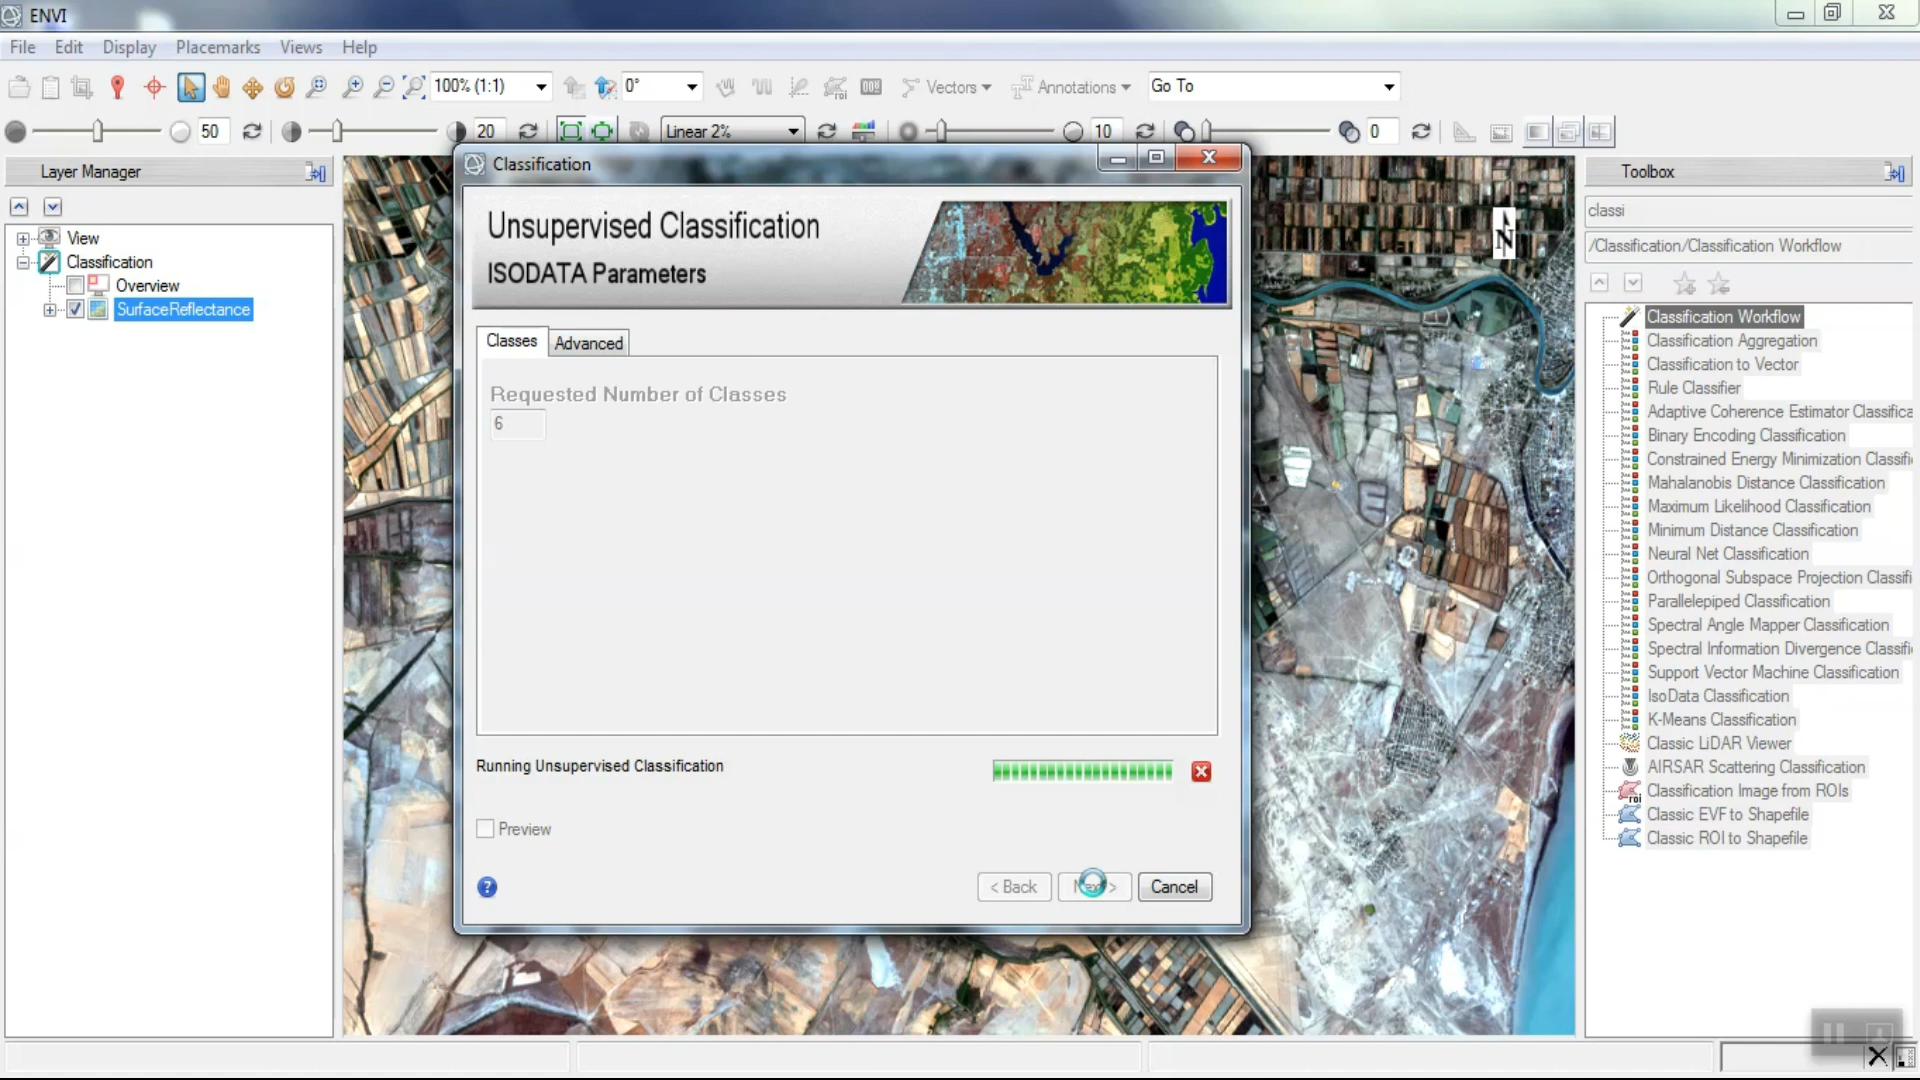 ENVI
File Edit Display Placemarks Views Help
100% (1:1) 0° Vectors Annotations Go To
50 20 Linear 2% 10 0
Layer Manager
View
Classification
Overview
SurfaceReflectance
Classification
Unsupervised Classification
ISODATA Parameters
Classes Advanced
Requested Number of Classes
6
Running Unsupervised Classification
Preview
< Back Cancel
N
Toolbox
classi
/Classification/Classification Workflow
Classification Workflow
Classification Aggregation
Classification to Vector
Rule Classifier
Adaptive Coherence Estimator Classifica
Binary Encoding Classification
Constrained Energy Minimization Classifi
Mahalanobis Distance Classification
Maximum Likelihood Classification
Minimum Distance Classification
Neural Net Classification
Orthogonal Subspace Projection Classifi
Parallelepiped Classification
Spectral Angle Mapper Classification
Spectral Information Divergence Classifi
Support Vector Machine Classification
IsoData Classification
K-Means Classification
Classic LiDAR Viewer
AIRSAR Scattering Classification
Classification Image from ROIs
Classic EVF to Shapefile
Classic ROI to Shapefile